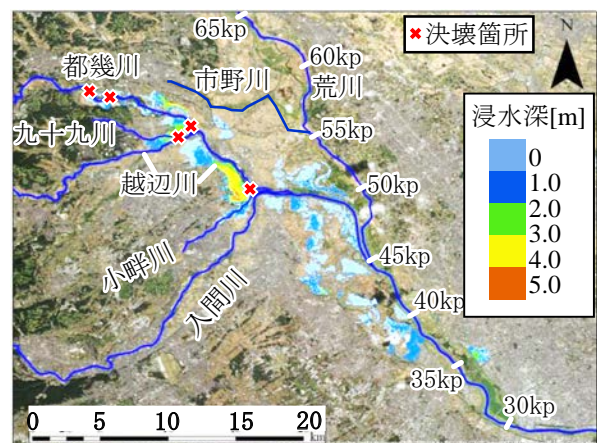 65kp
決壊箇所
N
都幾川
60kp
市野川
荒川
浸水深[m]
九十九川
55kp
0
1.0
2.0
3.0
4.0
5.0
越辺川
50kp
小畔川
45kp
入間川
40kp
35kp
30kp
0 5 10 15 20
km